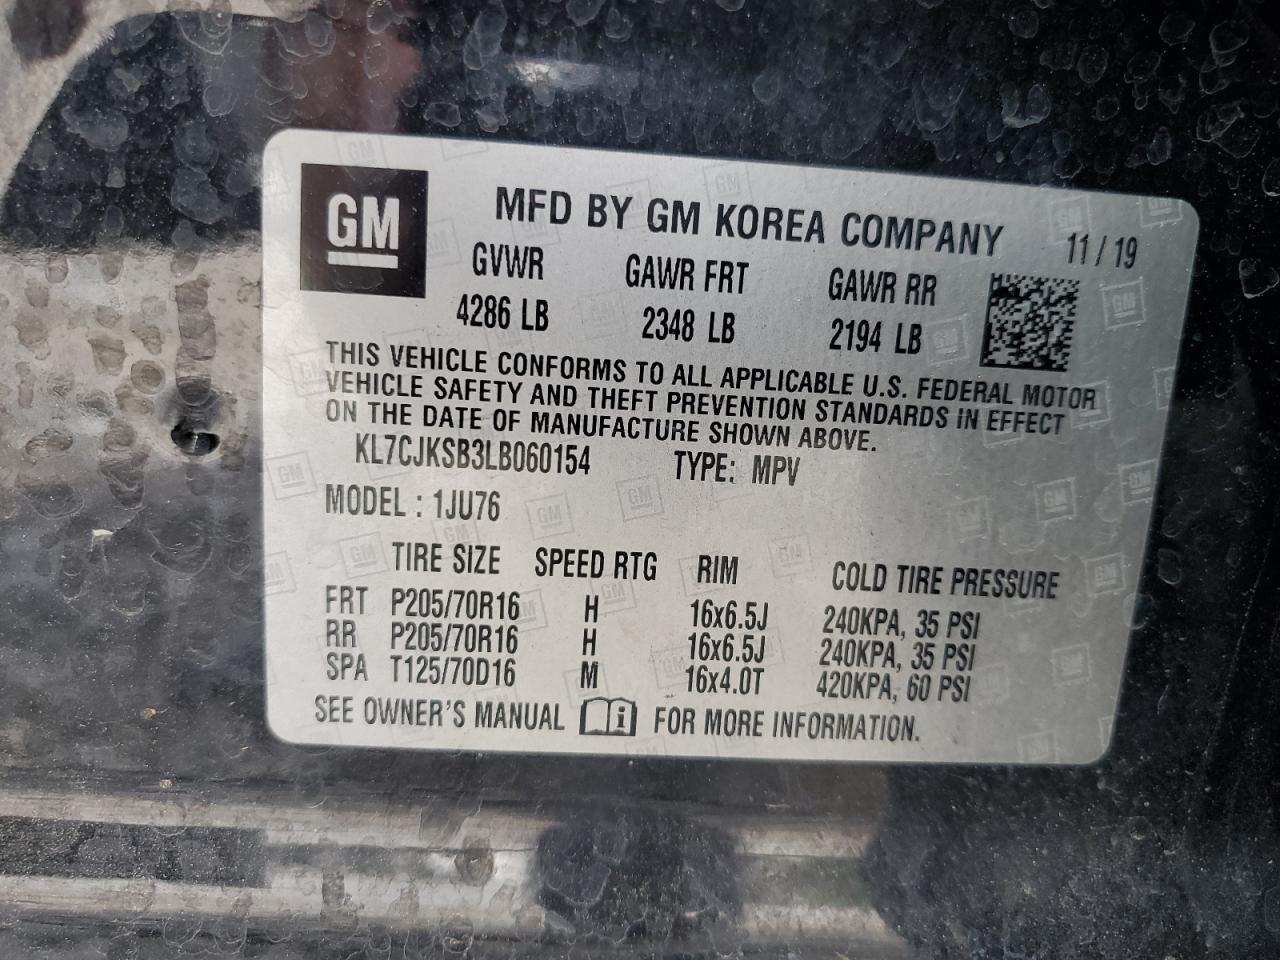 GM
MFD BY GM KOREA COMPANY 11 / 19
GVWR GAWR FRT GAWR RR
4286 LB 2348 LB 2194 LB
THIS VEHICLE CONFORMS TO ALL APPLICABLE U.S. FEDERAL MOTOR
VEHICLE SAFETY AND THEFT PREVENTION STANDARDS IN EFFECT
ON THE DATE OF MANUFACTURE SHOWN ABOVE.
KL7CJKSB3LB060154 TYPE: MPV
MODEL : 1JU76
TIRE SIZE SPEED RTG RIM COLD TIRE PRESSURE
FRT P205/70R16 H 16x6.5J 240KPA, 35 PSI
RR P205/70R16 H 16x6.5J 240KPA, 35 PSI
SPA T125/70D16 M 16x4.0T 420KPA, 60 PSI
SEE OWNER'S MANUAL i FOR MORE INFORMATION.